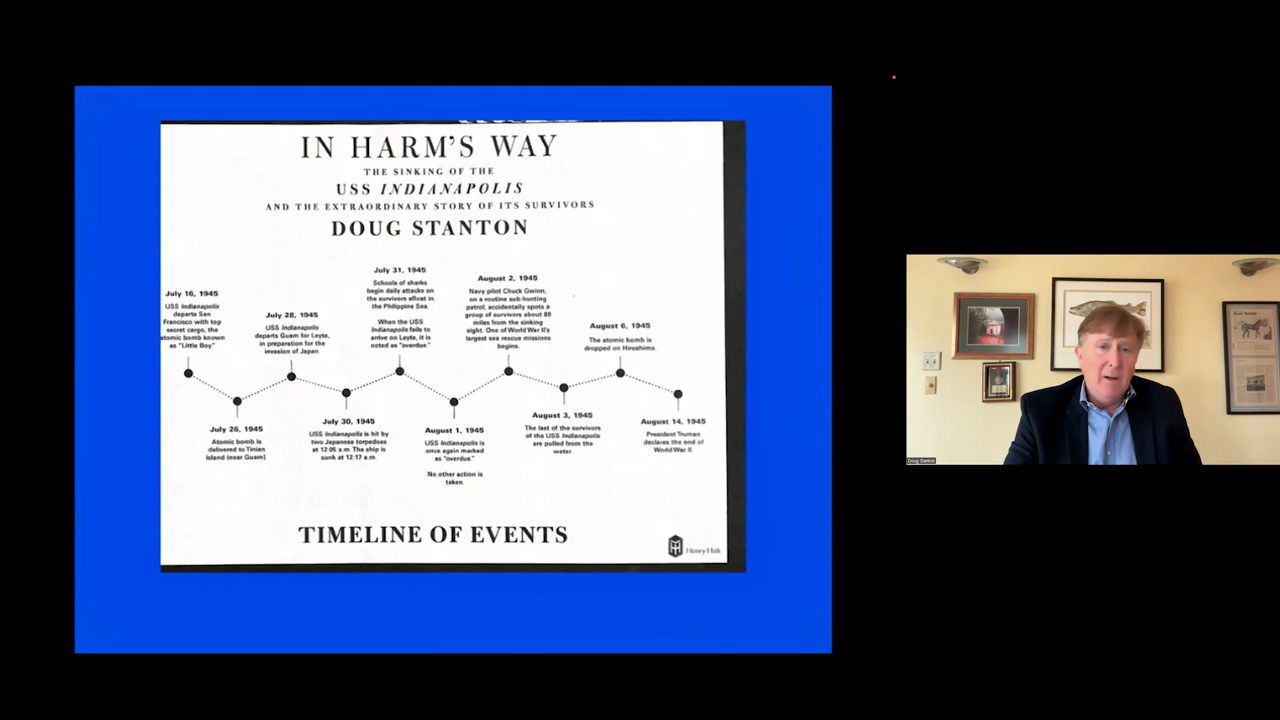 IN HARM'S WAY
THE SINKING OF THE
USS INDIANAPOLIS
AND THE EXTRAORDINARY STORY OF ITS SURVIVORS
DOUG STANTON
July 16, 1945
USS Indianapolis
departs San
Francisco with top
secret cargo, the
atomic bomb known
as "Little Boy."
July 26, 1945
Atomic bomb is
delivered to Tinian
Island (near Guam)
July 28, 1945
USS Indianapolis
departs Guam for Leyte,
in preparation for the
invasion of Japan.
July 30, 1945
USS Indianapolis is hit by
two Japanese torpedoes
at 12:05 a.m. The ship is
sunk at 12:17 a.m
July 31, 1945
Schools of sharks
begin daily attacks on
the survivors afloat in
the Philippine Sea.
When the USS
Indianapolis fails to
arrive on Leyte, it is
noted as "overdue."
August 1, 1945
USS Indianapolis is
once again marked
as "overdue."
No other action is
taken.
August 2, 1945
Navy pilot Chuck Gwinn,
on a routine sub-hunting
patrol, accidentally spots a
group of survivors about 80
miles from the sinking
sight. One of World War II's
largest sea rescue missions
begins.
August 3, 1945
The last of the survivors
of the USS Indianapolis
are pulled from the
water.
August 6, 1945
The atomic bomb is
dropped on Hiroshima.
August 14, 1945
President Truman
declares the end of
World War II.
TIMELINE OF EVENTS
Henry Holt
Doug Stanton